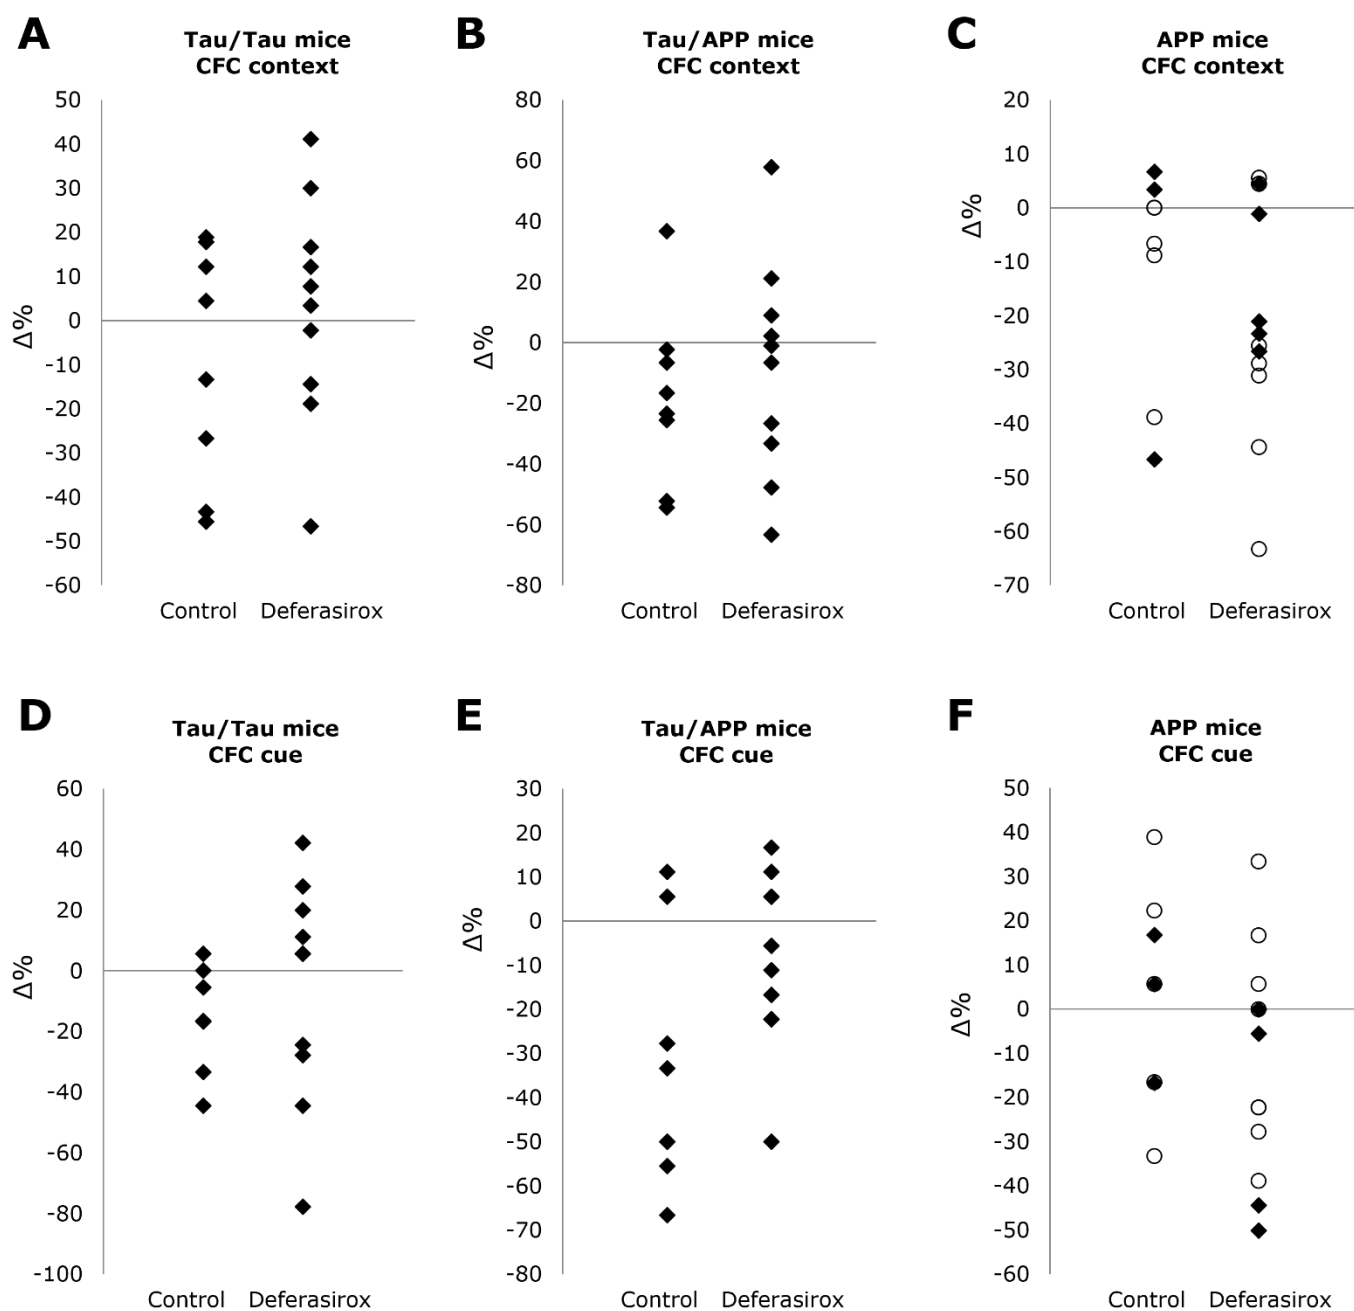 A
Tau/Tau mice
CFC context
50
40
30
20
10
0
-10
-20
-30
-40
-50
-60
Δ%
Control Deferasirox
B
Tau/APP mice
CFC context
80
60
40
20
0
-20
-40
-60
-80
Δ%
Control Deferasirox
C
APP mice
CFC context
20
10
0
-10
-20
-30
-40
-50
-60
-70
Δ%
Control Deferasirox
D
Tau/Tau mice
CFC cue
60
40
20
0
-20
-40
-60
-80
-100
Δ%
Control Deferasirox
E
Tau/APP mice
CFC cue
30
20
10
0
-10
-20
-30
-40
-50
-60
-70
-80
Δ%
Control Deferasirox
F
APP mice
CFC cue
50
40
30
20
10
0
-10
-20
-30
-40
-50
-60
Δ%
Control Deferasirox